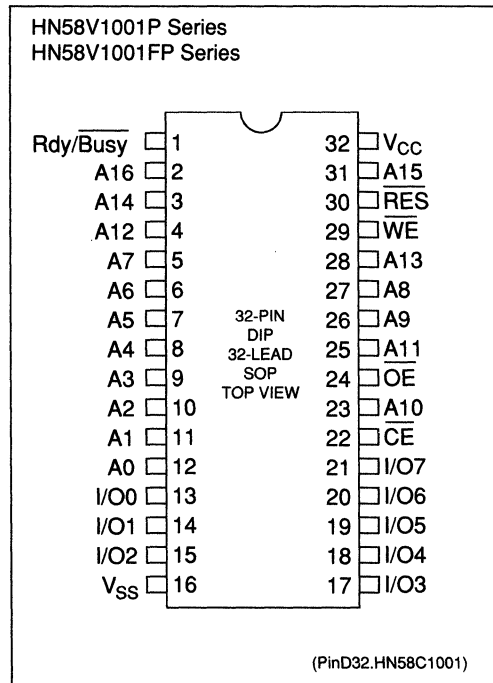 HN58V1001P Series
HN58V1001FP Series
Rdy/Busy 1 32 VCC
A16 2 31 A15
A14 3 30 RES
A12 4 29 WE
A7 5 28 A13
A6 6 27 A8
A5 7 26 A9
A4 8 25 A11
A3 9 24 OE
A2 10 23 A10
A1 11 22 CE
A0 12 21 I/O7
I/O0 13 20 I/O6
I/O1 14 19 I/O5
I/O2 15 18 I/O4
VSS 16 17 I/O3
32-PIN
DIP
32-LEAD
SOP
TOP VIEW
(PinD32.HN58C1001)